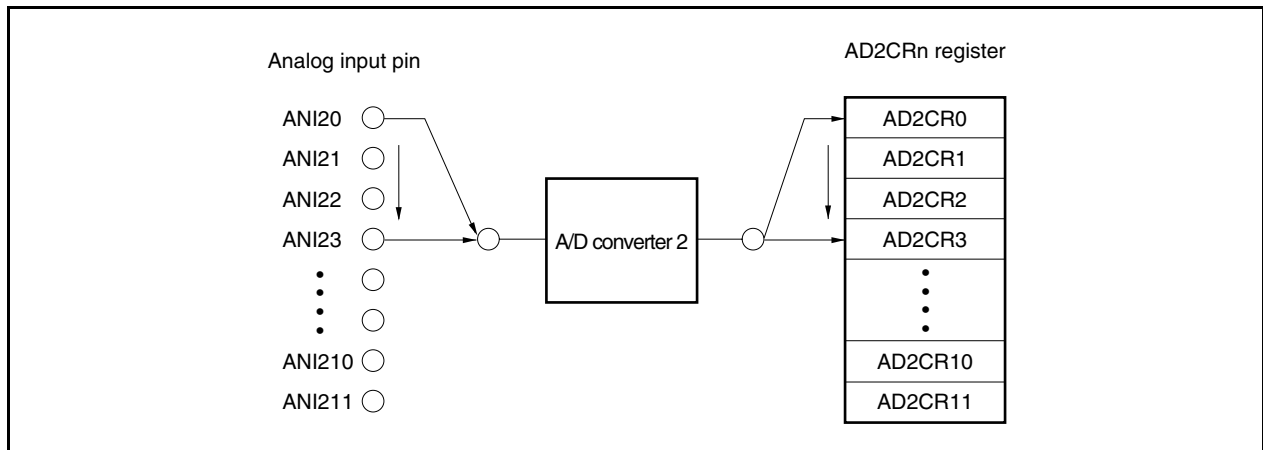 Analog input pin
AD2CRn register
ANI20
AD2CR0
ANI21
AD2CR1
ANI22
AD2CR2
ANI23
A/D converter 2
AD2CR3
ANI210
AD2CR10
ANI211
AD2CR11